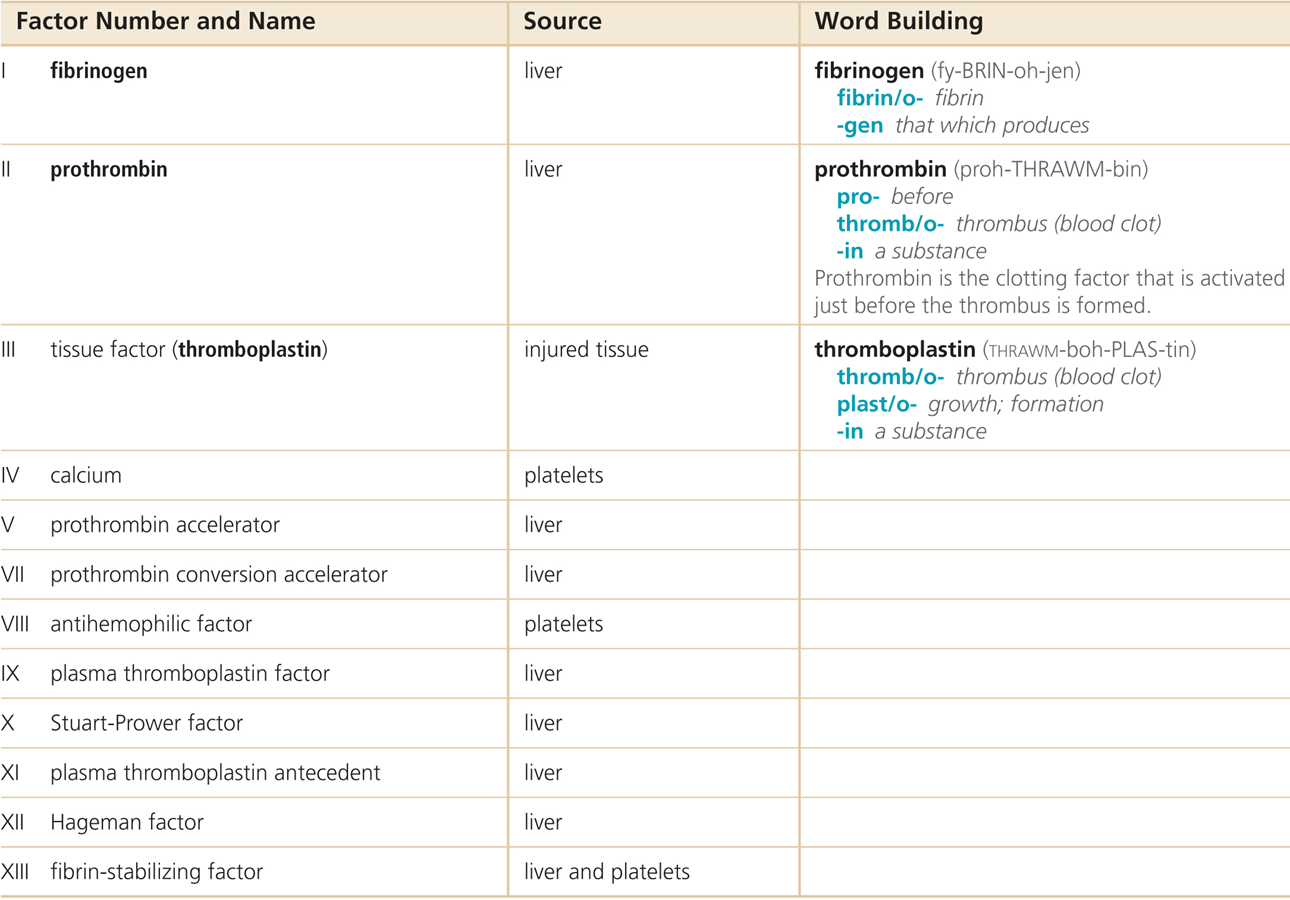 Factor Number and Name Source Word Building
I fibrinogen liver fibrinogen (fy-BRIN-oh-jen)
fibrin/o- fibrin
-gen that which produces
II prothrombin liver prothrombin (proh-THRAWM-bin)
pro- before
thromb/o- thrombus (blood clot)
-in a substance
Prothrombin is the clotting factor that is activated
just before the thrombus is formed.
III tissue factor (thromboplastin) injured tissue thromboplastin (THRAWM-boh-PLAS-tin)
thromb/o- thrombus (blood clot)
plast/o- growth; formation
-in a substance
IV calcium platelets
V prothrombin accelerator liver
VII prothrombin conversion accelerator liver
VIII antihemophilic factor platelets
IX plasma thromboplastin factor liver
X Stuart-Prower factor liver
XI plasma thromboplastin antecedent liver
XII Hageman factor liver
XIII fibrin-stabilizing factor liver and platelets